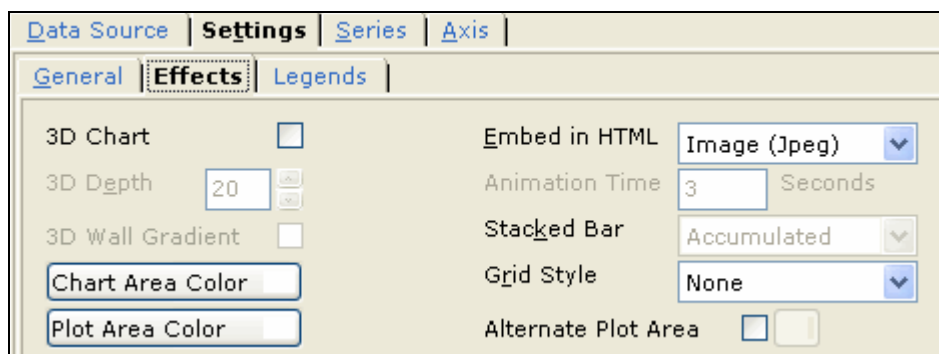 Data Source Settings Series Axis
General Effects Legends
3D Chart Embed in HTML Image (Jpeg)
3D Depth 20 Animation Time 3 Seconds
3D Wall Gradient Stacked Bar Accumulated
Chart Area Color Grid Style None
Plot Area Color Alternate Plot Area